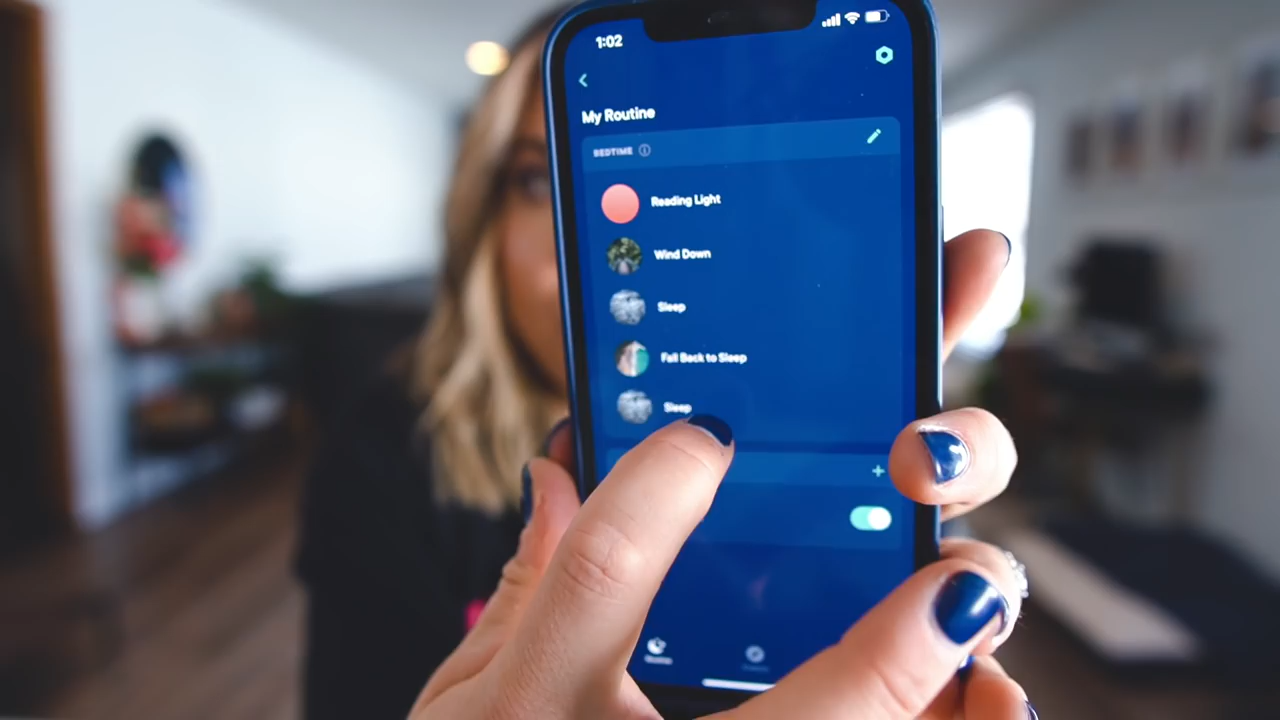 1:02
My Routine
BEDTIME
Reading Light
Wind Down
Sleep
Fall Back to Sleep
Sleep